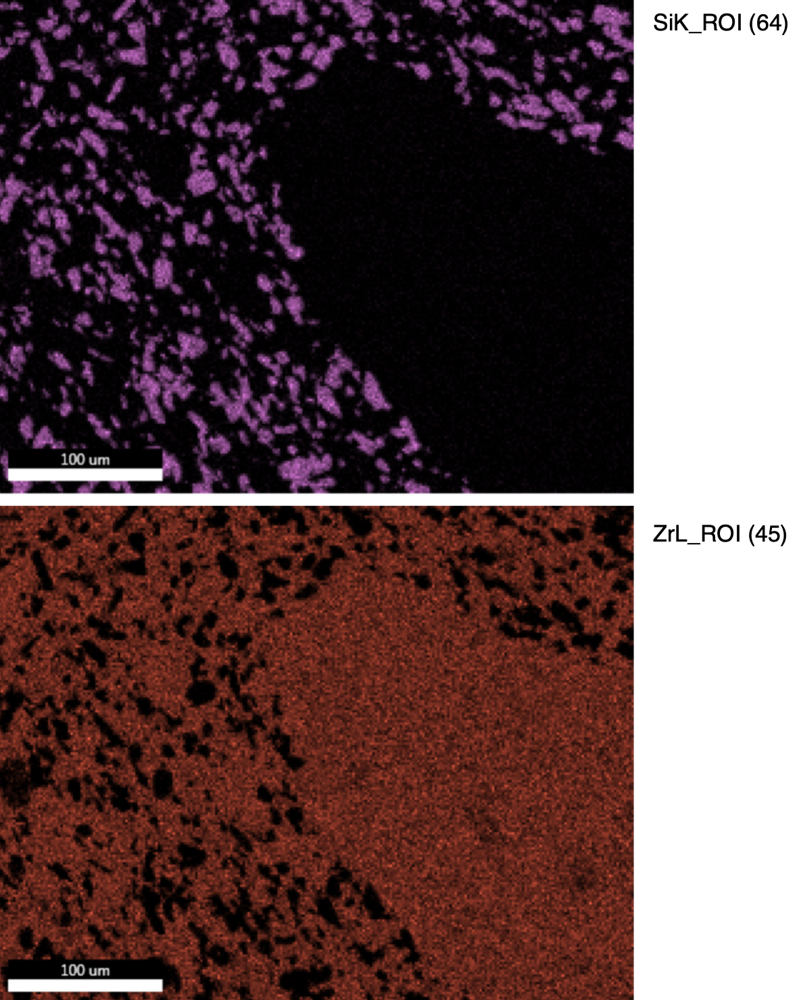 SiK_ROI (64)
100 um
ZrL_ROI (45)
100 um